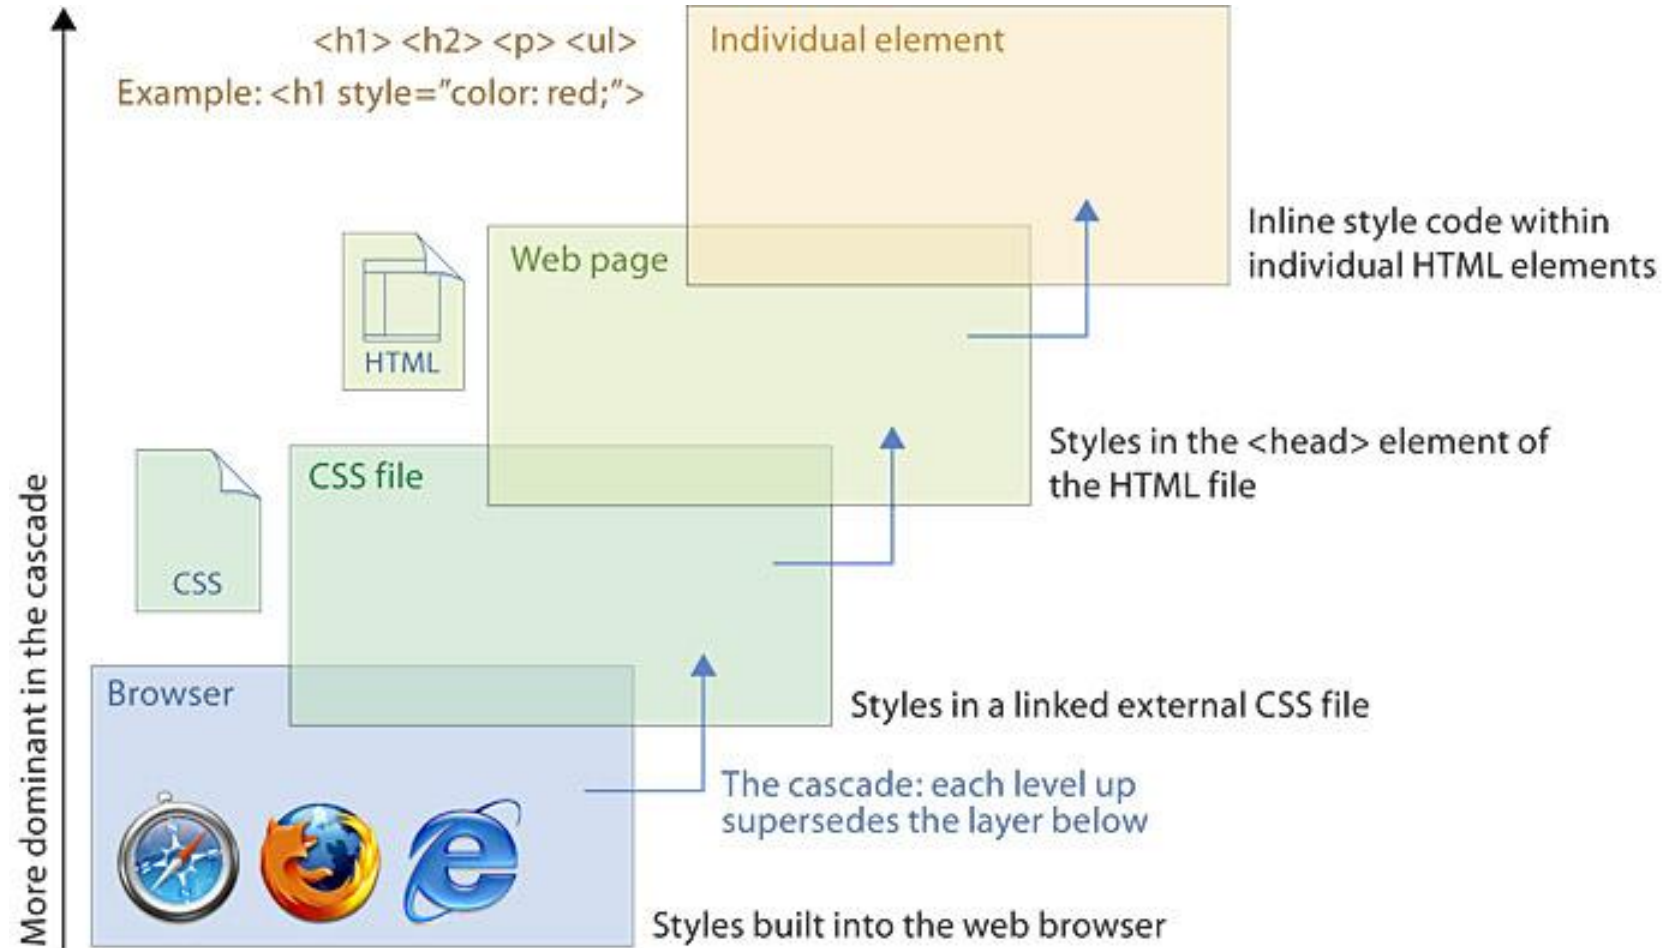 <h1> <h2> <p> <ul>
Example: <h1 style="color: red;">
Individual element
Inline style code within
individual HTML elements
Web page
HTML
Styles in the <head> element of
the HTML file
CSS file
CSS
Styles in a linked external CSS file
Browser
The cascade: each level up
supersedes the layer below
Styles built into the web browser
More dominant in the cascade